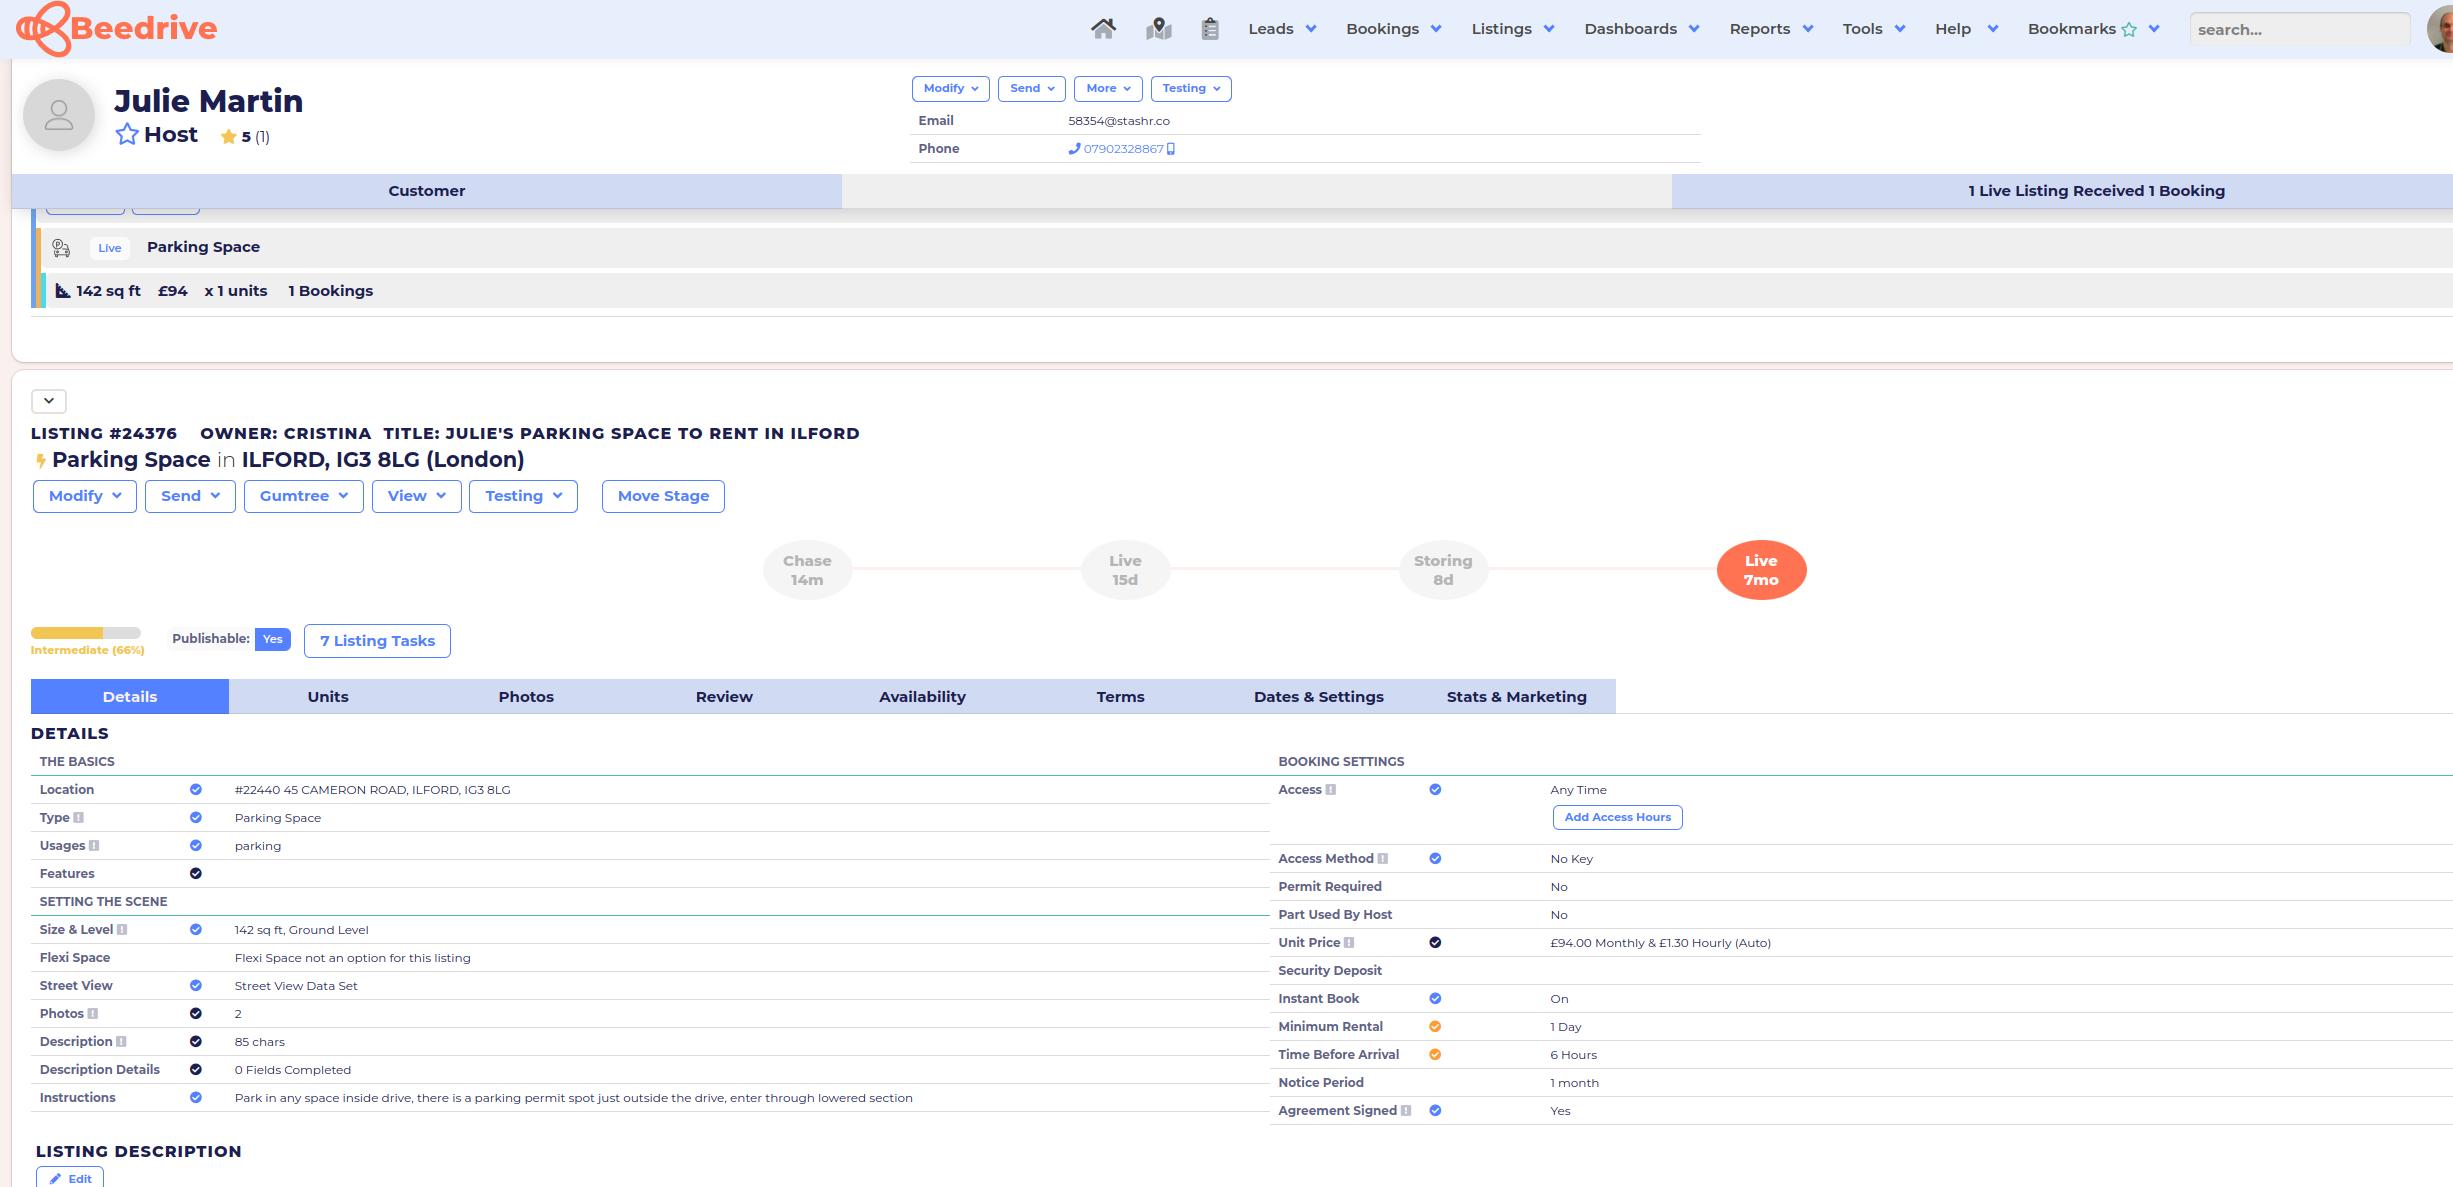 Beedrive
Leads Bookings Listings Dashboards Reports Tools Help Bookmarks search...
Julie Martin
Host 5 (1)
Modify Send More Testing
Email 58354@stashr.co
Phone 07902328867
Customer 1 Live Listing Received 1 Booking
Live Parking Space
142 sq ft £94 x 1 units 1 Bookings
LISTING #24376 OWNER: CRISTINA TITLE: JULIE'S PARKING SPACE TO RENT IN ILFORD
Parking Space in ILFORD, IG3 8LG (London)
Modify Send Gumtree View Testing Move Stage
Chase Live Storing Live
14m 15d 8d 7mo
Intermediate (66%)
Publishable: Yes 7 Listing Tasks
Details Units Photos Review Availability Terms Dates & Settings Stats & Marketing
DETAILS
THE BASICS
Location #22440 45 CAMERON ROAD, ILFORD, IG3 8LG
Type Parking Space
Usages parking
Features
SETTING THE SCENE
Size & Level 142 sq ft, Ground Level
Flexi Space Flexi Space not an option for this listing
Street View Street View Data Set
Photos 2
Description 85 chars
Description Details 0 Fields Completed
Instructions Park in any space inside drive, there is a parking permit spot just outside the drive, enter through lowered section
BOOKING SETTINGS
Access Any Time
Add Access Hours
Access Method No Key
Permit Required No
Part Used By Host No
Unit Price £94.00 Monthly & £1.30 Hourly (Auto)
Security Deposit
Instant Book On
Minimum Rental 1 Day
Time Before Arrival 6 Hours
Notice Period 1 month
Agreement Signed Yes
LISTING DESCRIPTION
Edit